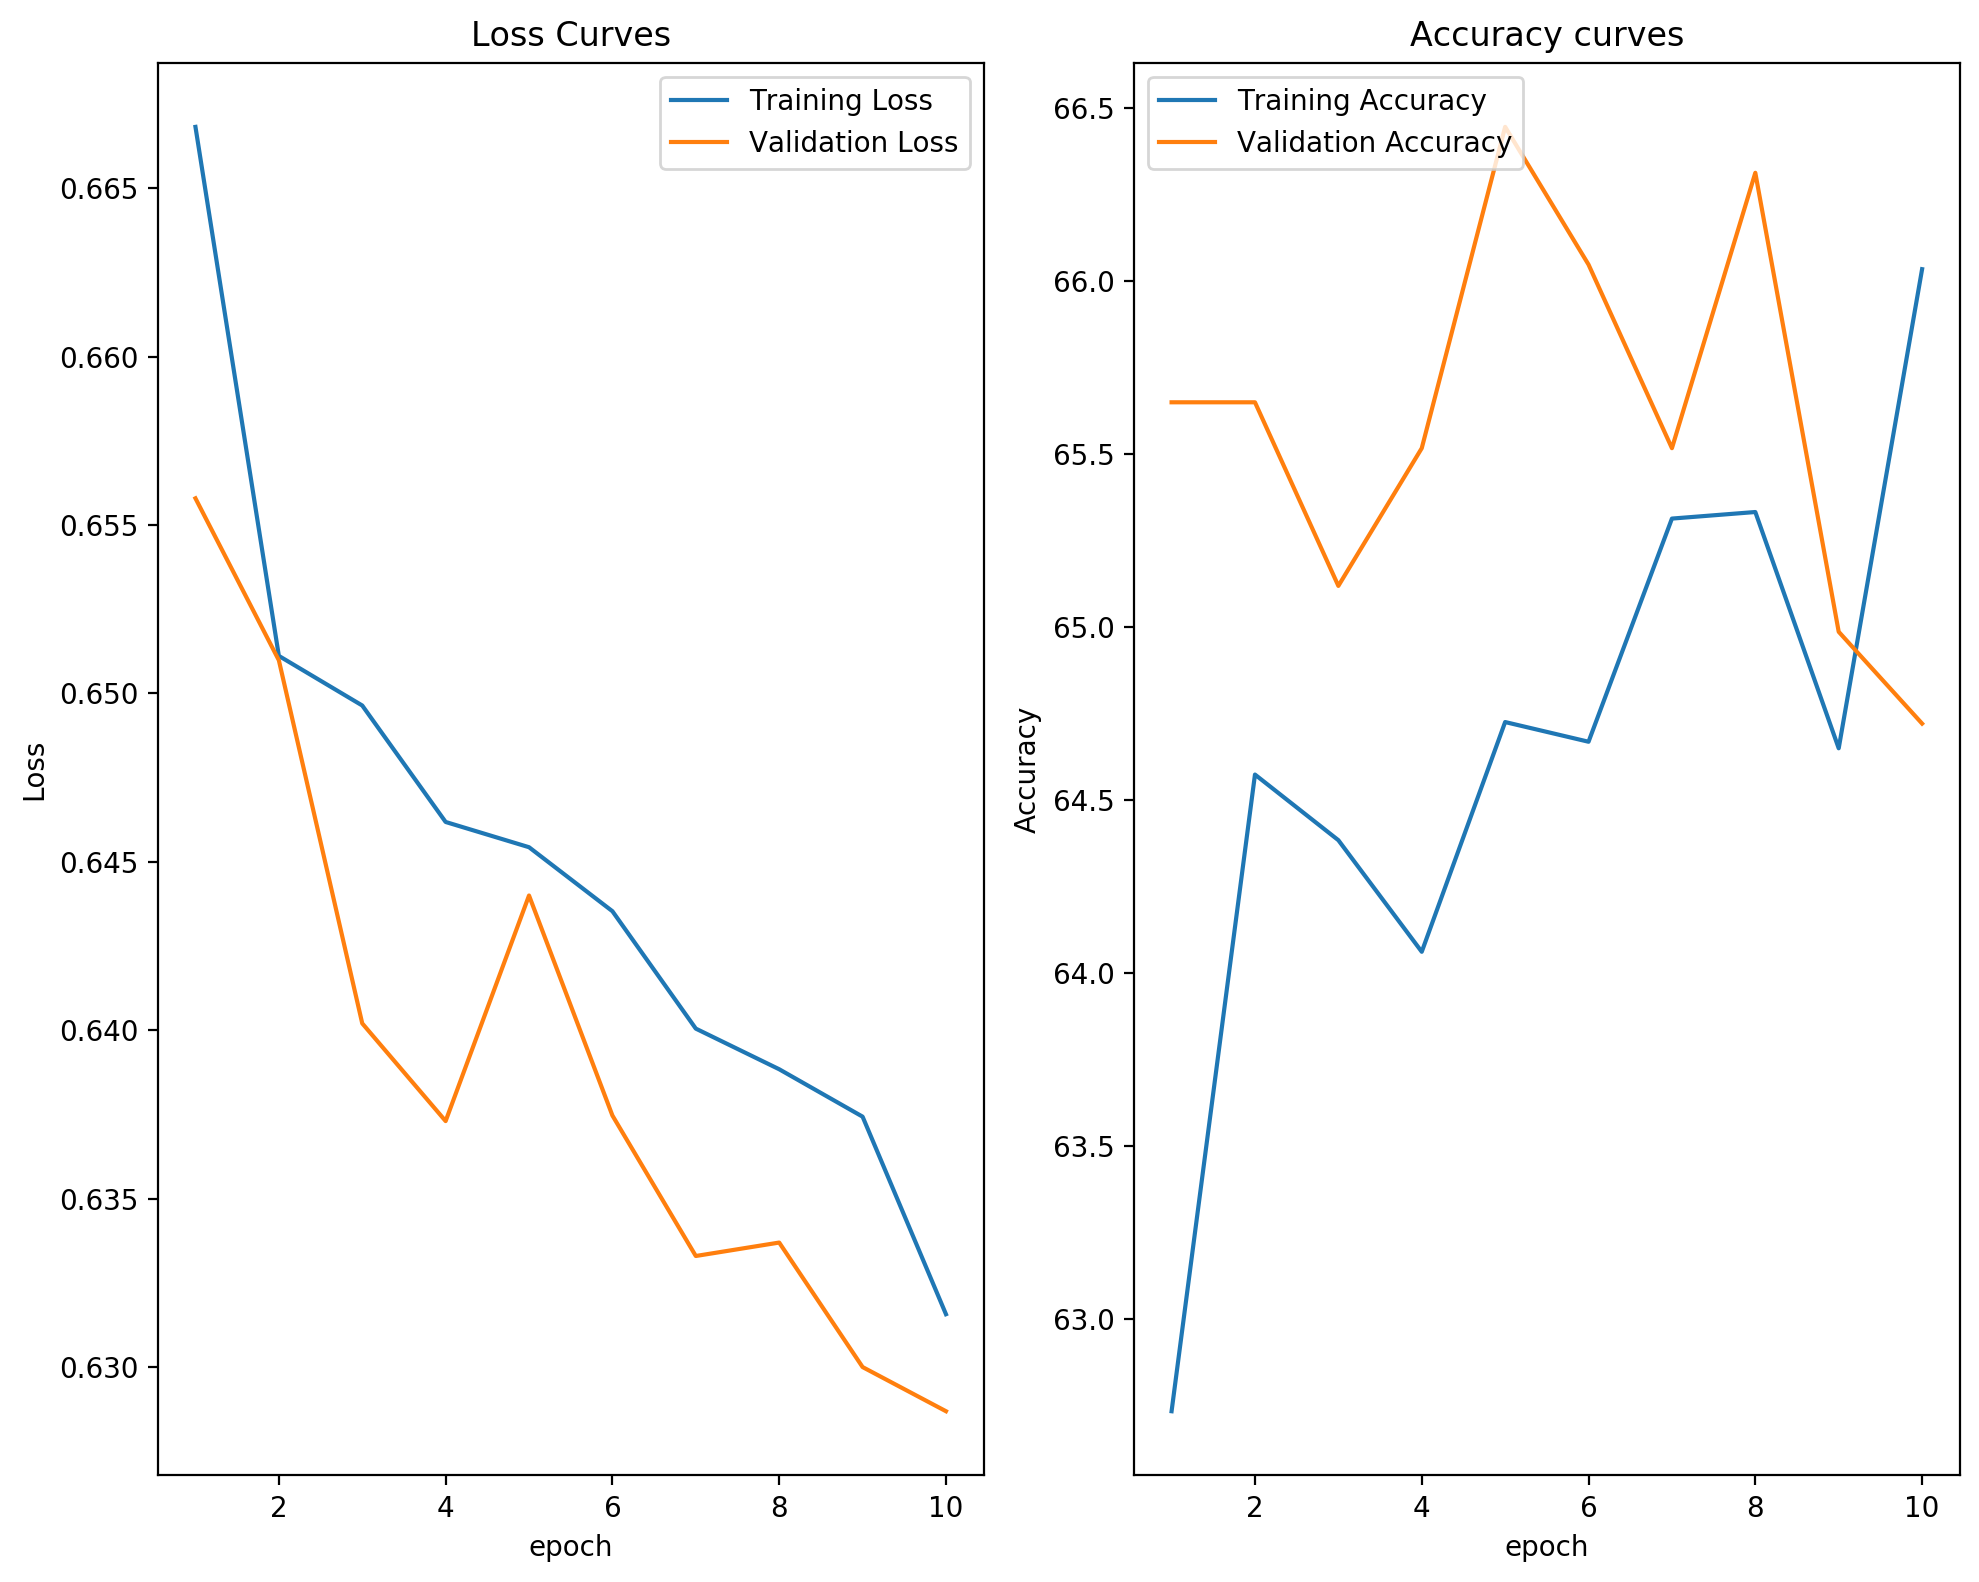 Loss Curves
Training Loss
Validation Loss
0.665
0.660
0.655
0.650
0.645
0.640
0.635
0.630
Loss
2 4 6 8 10
epoch
Accuracy curves
Training Accuracy
Validation Accuracy
66.5
66.0
65.5
65.0
64.5
64.0
63.5
63.0
Accuracy
2 4 6 8 10
epoch